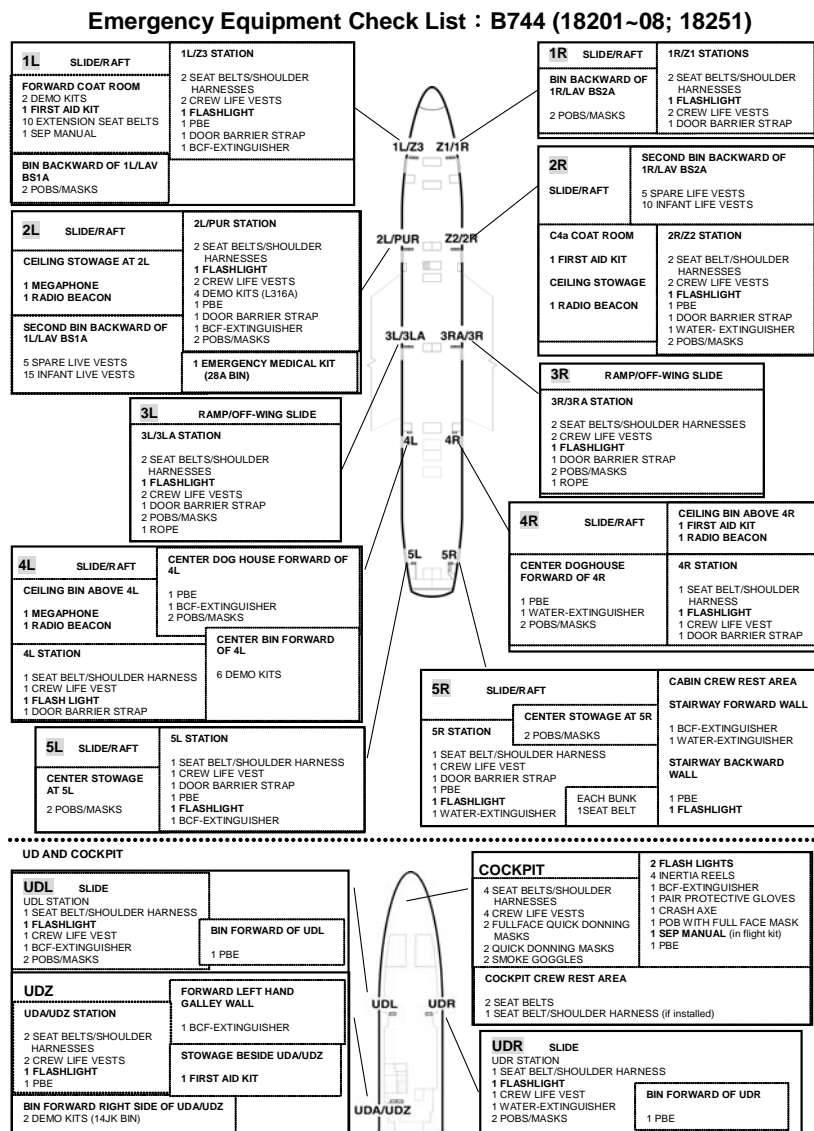 Emergency Equipment Check List：B744 (18201~08; 18251)
1L SLIDE/RAFT
FORWARD COAT ROOM
2 DEMO KITS
1 FIRST AID KIT
10 EXTENSION SEAT BELTS
1 SEP MANUAL
BIN BACKWARD OF 1L/LAV
BS1A
2 POBS/MASKS
1L/Z3 STATION
2 SEAT BELTS/SHOULDER
HARNESSES
2 CREW LIFE VESTS
1 FLASHLIGHT
1 PBE
1 DOOR BARRIER STRAP
1 BCF-EXTINGUISHER
1R SLIDE/RAFT
BIN BACKWARD OF
1R/LAV BS2A
2 POBS/MASKS
1R/Z1 STATIONS
2 SEAT BELTS/SHOULDER
HARNESSES
1 FLASHLIGHT
2 CREW LIFE VESTS
1 DOOR BARRIER STRAP
1L/Z3 Z1/1R
2R
SLIDE/RAFT
SECOND BIN BACKWARD OF
1R/LAV BS2A
5 SPARE LIFE VESTS
10 INFANT LIFE VESTS
C4a COAT ROOM
1 FIRST AID KIT
CEILING STOWAGE
1 RADIO BEACON
2R/Z2 STATION
2 SEAT BELT/SHOULDER
HARNESSES
2 CREW LIFE VESTS
1 FLASHLIGHT
1 PBE
1 DOOR BARRIER STRAP
1 WATER- EXTINGUISHER
2 POBS/MASKS
2L SLIDE/RAFT
CEILING STOWAGE AT 2L
1 MEGAPHONE
1 RADIO BEACON
SECOND BIN BACKWARD OF
1L/LAV BS1A
5 SPARE LIVE VESTS
15 INFANT LIVE VESTS
2L/PUR STATION
2 SEAT BELTS/SHOULDER
HARNESSES
1 FLASHLIGHT
2 CREW LIFE VESTS
4 DEMO KITS (L316A)
1 PBE
1 DOOR BARRIER STRAP
1 BCF-EXTINGUISHER
2 POBS/MASKS
1 EMERGENCY MEDICAL KIT
(28A BIN)
2L/PUR Z2/2R
3L/3LA 3RA/3R
3L RAMP/OFF-WING SLIDE
3L/3LA STATION
2 SEAT BELTS/SHOULDER
HARNESSES
1 FLASHLIGHT
2 CREW LIFE VESTS
1 DOOR BARRIER STRAP
2 POBS/MASKS
1 ROPE
3R RAMP/OFF-WING SLIDE
3R/3RA STATION
2 SEAT BELTS/SHOULDER HARNESSES
2 CREW LIFE VESTS
1 FLASHLIGHT
1 DOOR BARRIER STRAP
2 POBS/MASKS
1 ROPE
4L 4R
4R SLIDE/RAFT
CEILING BIN ABOVE 4R
1 FIRST AID KIT
1 RADIO BEACON
CENTER DOGHOUSE
FORWARD OF 4R
1 PBE
1 WATER-EXTINGUISHER
2 POBS/MASKS
4R STATION
1 SEAT BELT/SHOULDER
HARNESS
1 FLASHLIGHT
1 CREW LIFE VEST
1 DOOR BARRIER STRAP
4L SLIDE/RAFT
CEILING BIN ABOVE 4L
1 MEGAPHONE
1 RADIO BEACON
CENTER DOG HOUSE FORWARD OF
4L
1 PBE
1 BCF-EXTINGUISHER
2 POBS/MASKS
4L STATION
1 SEAT BELT/SHOULDER HARNESS
1 CREW LIFE VEST
1 FLASH LIGHT
1 DOOR BARRIER STRAP
CENTER BIN FORWARD
OF 4L
6 DEMO KITS
5L 5R
5R SLIDE/RAFT
CENTER STOWAGE AT 5R
2 POBS/MASKS
5R STATION
1 SEAT BELT/SHOULDER HARNESS
1 CREW LIFE VEST
1 DOOR BARRIER STRAP
1 PBE
1 FLASHLIGHT
1 WATER-EXTINGUISHER
EACH BUNK
1SEAT BELT
CABIN CREW REST AREA
STAIRWAY FORWARD WALL
1 BCF-EXTINGUISHER
1 WATER-EXTINGUISHER
STAIRWAY BACKWARD
WALL
1 PBE
1 FLASHLIGHT
5L SLIDE/RAFT
CENTER STOWAGE
AT 5L
2 POBS/MASKS
5L STATION
1 SEAT BELT/SHOULDER HARNESS
1 CREW LIFE VEST
1 DOOR BARRIER STRAP
1 PBE
1 FLASHLIGHT
1 BCF-EXTINGUISHER
UD AND COCKPIT
UDL SLIDE
UDL STATION
1 SEAT BELT/SHOULDER HARNESS
1 FLASHLIGHT
1 CREW LIFE VEST
1 BCF-EXTINGUISHER
2 POBS/MASKS
BIN FORWARD OF UDL
1 PBE
COCKPIT
4 SEAT BELTS/SHOULDER
HARNESSES
4 CREW LIFE VESTS
2 FULLFACE QUICK DONNING
MASKS
2 QUICK DONNING MASKS
2 SMOKE GOGGLES
2 FLASH LIGHTS
4 INERTIA REELS
1 BCF-EXTINGUISHER
1 PAIR PROTECTIVE GLOVES
1 CRASH AXE
1 POB WITH FULL FACE MASK
1 SEP MANUAL (in flight kit)
1 PBE
COCKPIT CREW REST AREA
2 SEAT BELTS
1 SEAT BELT/SHOULDER HARNESS (if installed)
UDZ
UDA/UDZ STATION
2 SEAT BELTS/SHOULDER
HARNESSES
2 CREW LIFE VESTS
1 FLASHLIGHT
1 PBE
FORWARD LEFT HAND
GALLEY WALL
1 BCF-EXTINGUISHER
STOWAGE BESIDE UDA/UDZ
1 FIRST AID KIT
BIN FORWARD RIGHT SIDE OF UDA/UDZ
2 DEMO KITS (14JK BIN)
UDL UDR
UDA/UDZ
UDR SLIDE
UDR STATION
1 SEAT BELT/SHOULDER HARNESS
1 FLASHLIGHT
1 CREW LIFE VEST
1 WATER-EXTINGUISHER
2 POBS/MASKS
BIN FORWARD OF UDR
1 PBE